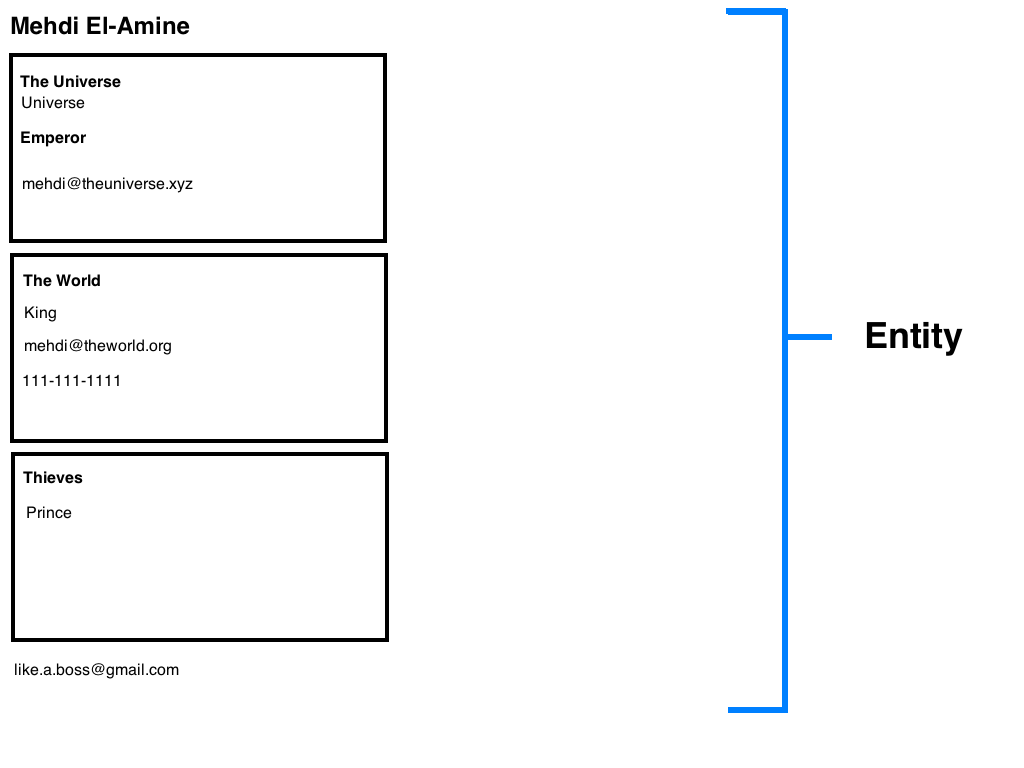 Mehdi El-Amine
The Universe
Universe
Emperor
mehdi@theuniverse.xyz
The World
King
mehdi@theworld.org
111-111-1111
Thieves
Prince
like.a.boss@gmail.com
Entity